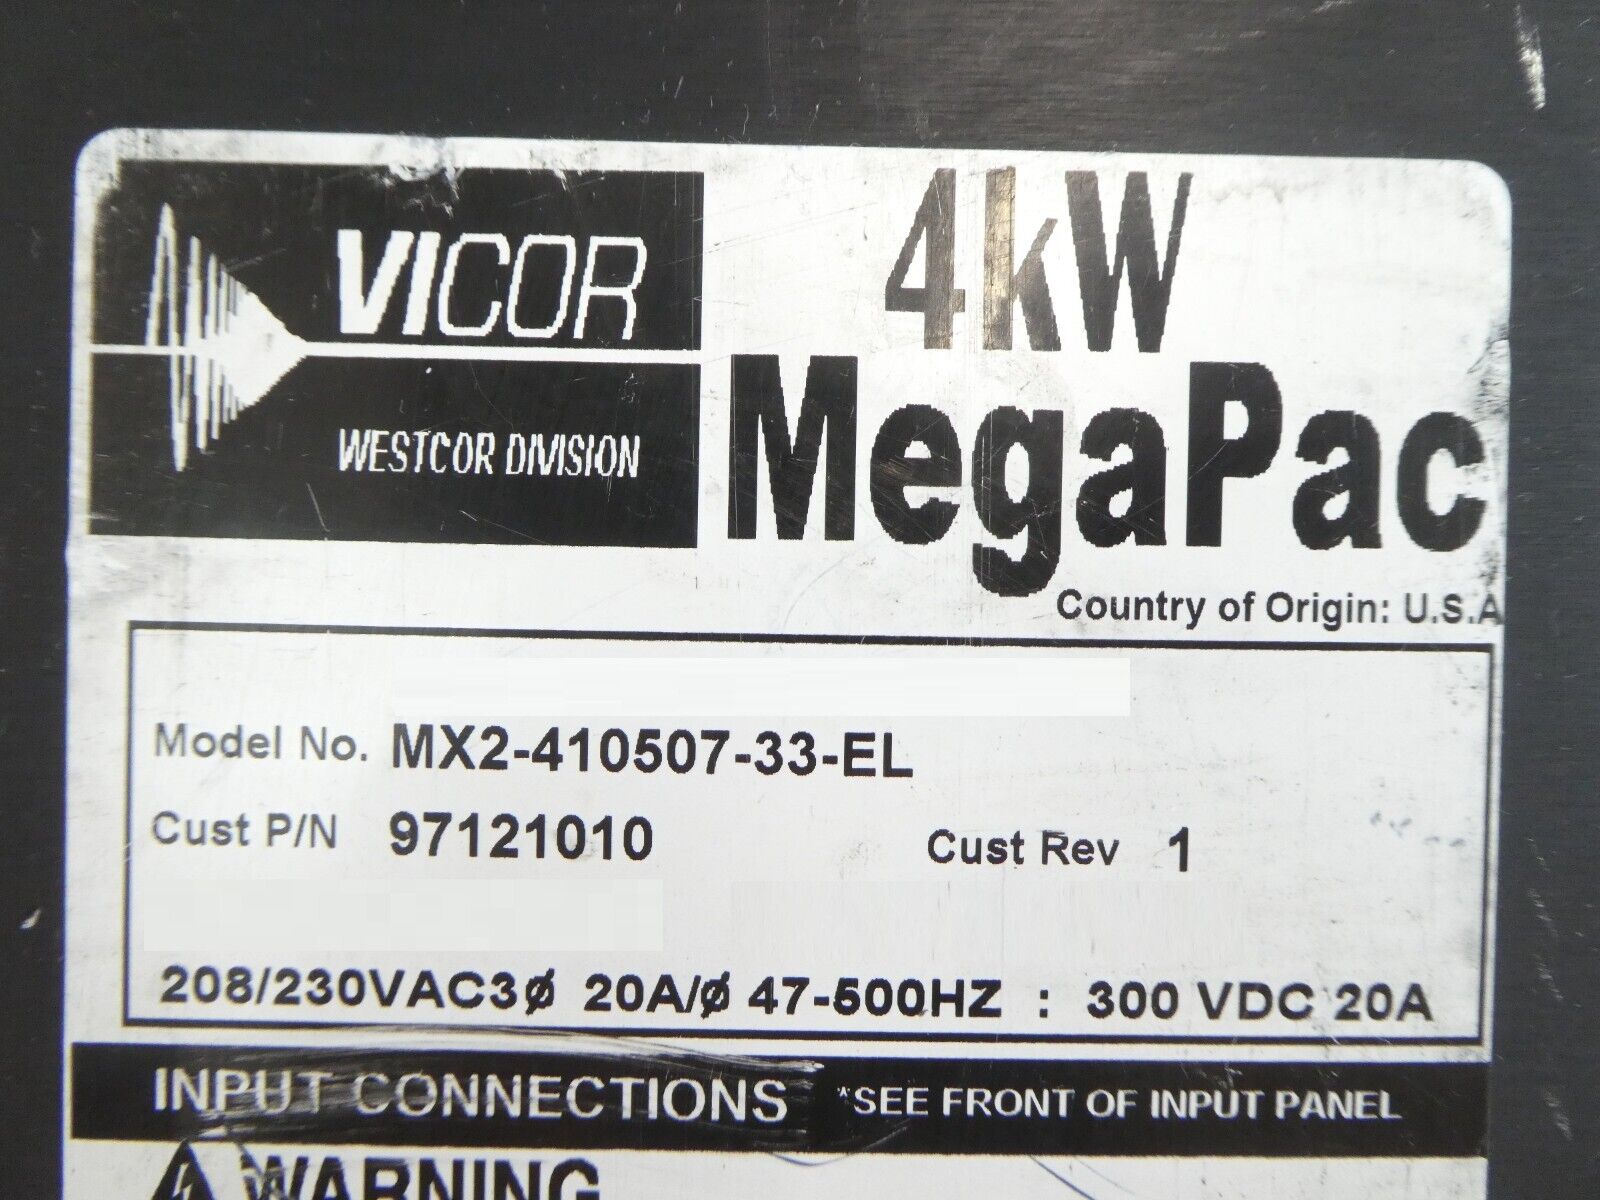 VICOR
WESTCOR DIVISION
4kW
MegaPac
Country of Origin: U.S.A
Model No. MX2-410507-33-EL
Cust P/N 97121010 Cust Rev 1
208/230VAC3ø 20A/ø 47-500HZ : 300 VDC 20A
INPUT CONNECTIONS *SEE FRONT OF INPUT PANEL
WARNING